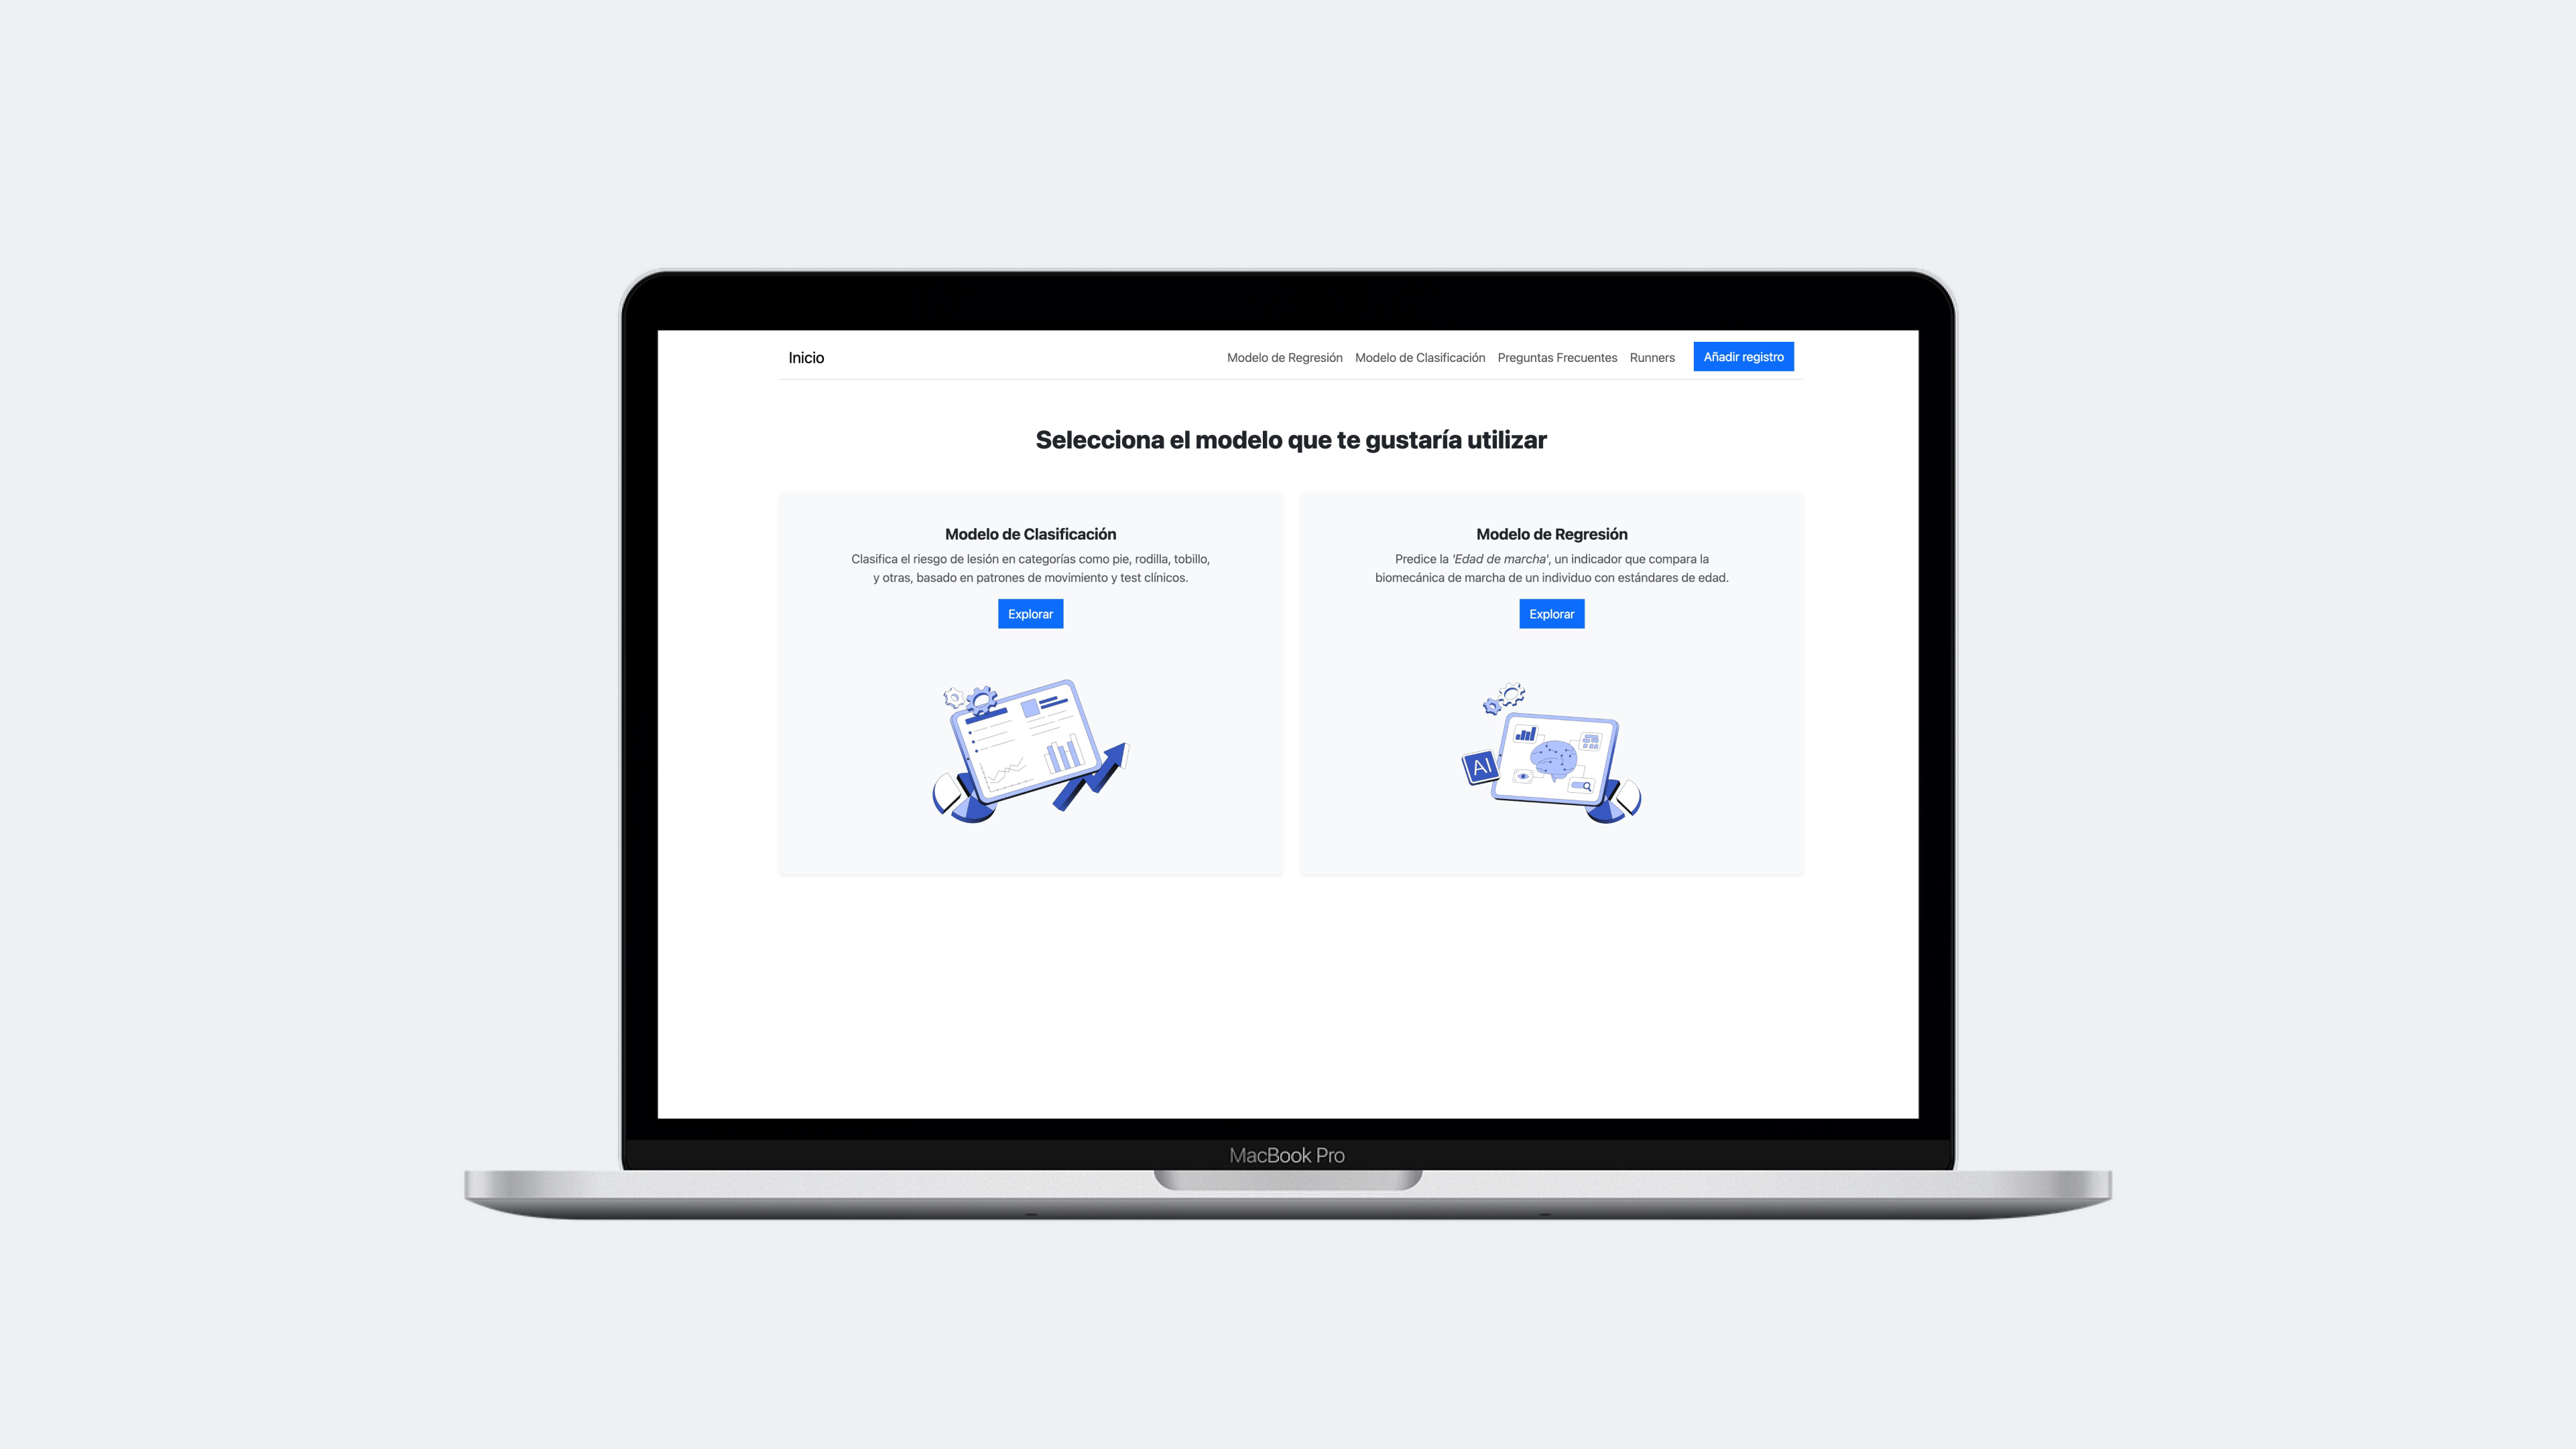 Inicio
Modelo de Regresión
Modelo de Clasificación
Preguntas Frecuentes
Runners
Añadir registro
Selecciona el modelo que te gustaría utilizar
Modelo de Clasificación
Clasifica el riesgo de lesión en categorías como pie, rodilla, tobillo,
y otras, basado en patrones de movimiento y test clínicos.
Explorar
Modelo de Regresión
Predice la 'Edad de marcha', un indicador que compara la
biomecánica de marcha de un individuo con estándares de edad.
Explorar
AI
MacBook Pro